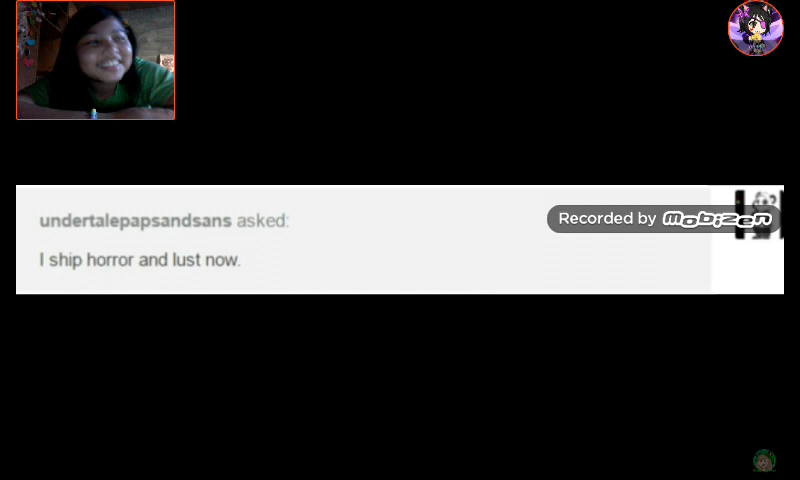 undertalepapsandsans asked:
Recorded by mobizen
I ship horror and lust now.